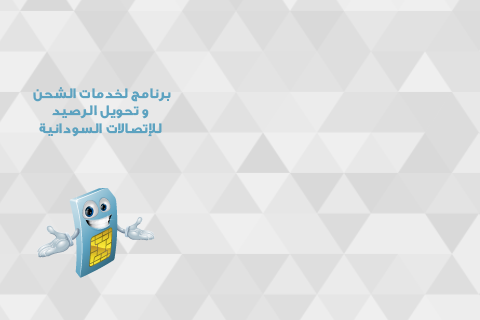 برنامج لخدمات الشحن
و تحويل الرصيد
للإتصالات السودانية